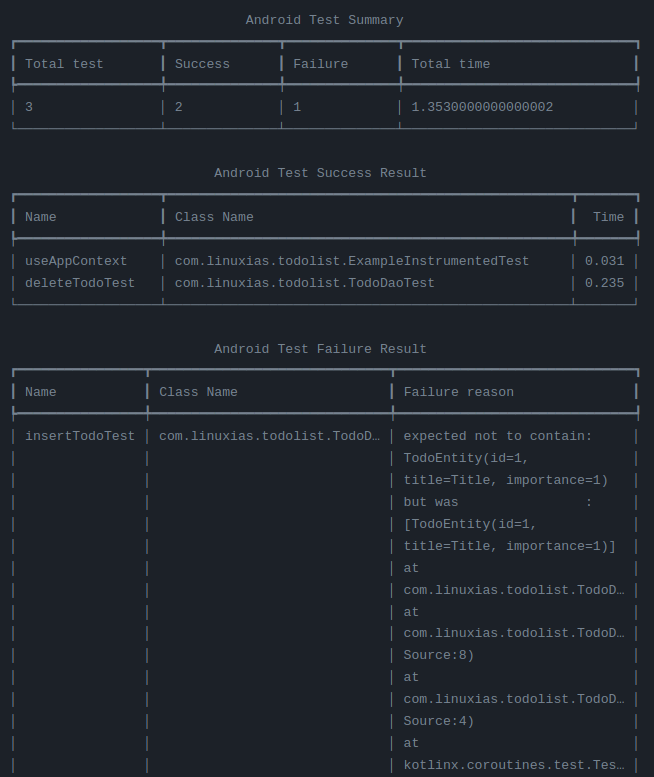 Android Test Summary
Total test Success Failure Total time
3 2 1 1.3530000000000002
Android Test Success Result
Name Class Name Time
useAppContext com.linuxias.todolist.ExampleInstrumentedTest 0.031
deleteTodoTest com.linuxias.todolist.TodoDaoTest 0.235
Android Test Failure Result
Name Class Name Failure reason
insertTodoTest com.linuxias.todolist.TodoD… expected not to contain:
TodoEntity(id=1,
title=Title, importance=1)
but was :
[TodoEntity(id=1,
title=Title, importance=1)]
at
com.linuxias.todolist.TodoD…
at
com.linuxias.todolist.TodoD…
Source:8)
at
com.linuxias.todolist.TodoD…
Source:4)
at
kotlinx.coroutines.test.Tes…